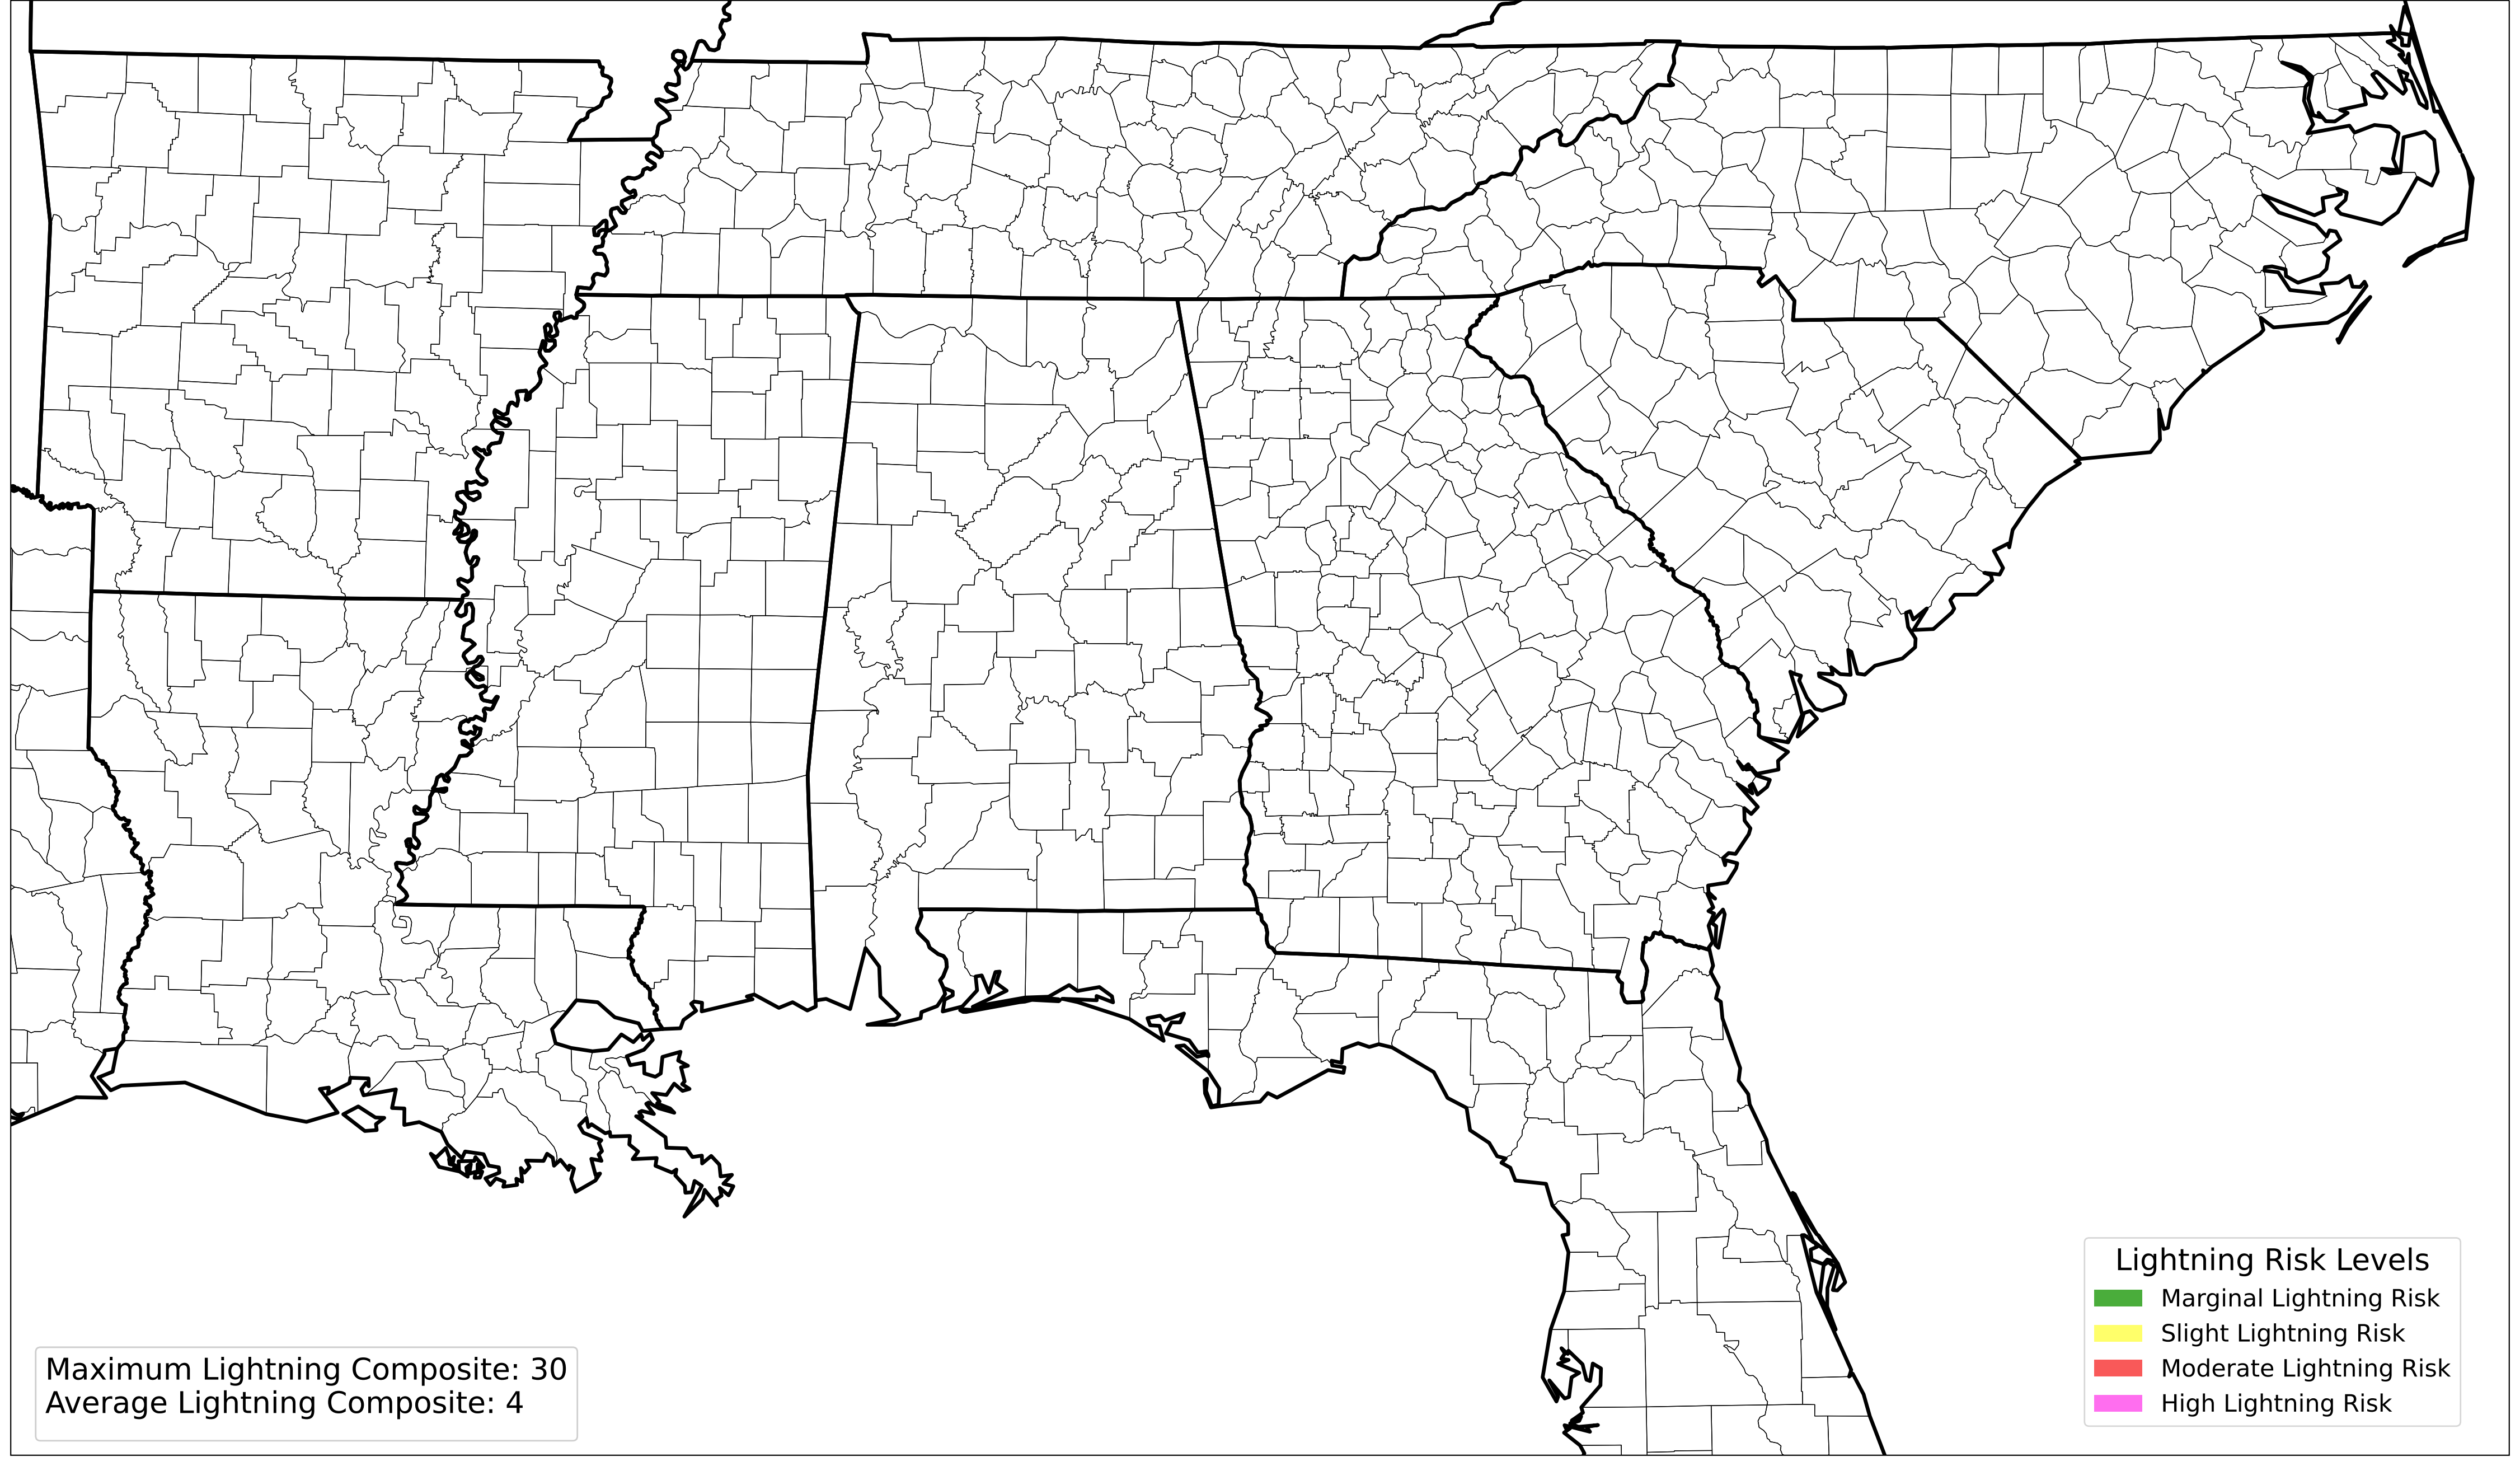 Maximum Lightning Composite: 30
Average Lightning Composite: 4
Lightning Risk Levels
Marginal Lightning Risk
Slight Lightning Risk
Moderate Lightning Risk
High Lightning Risk